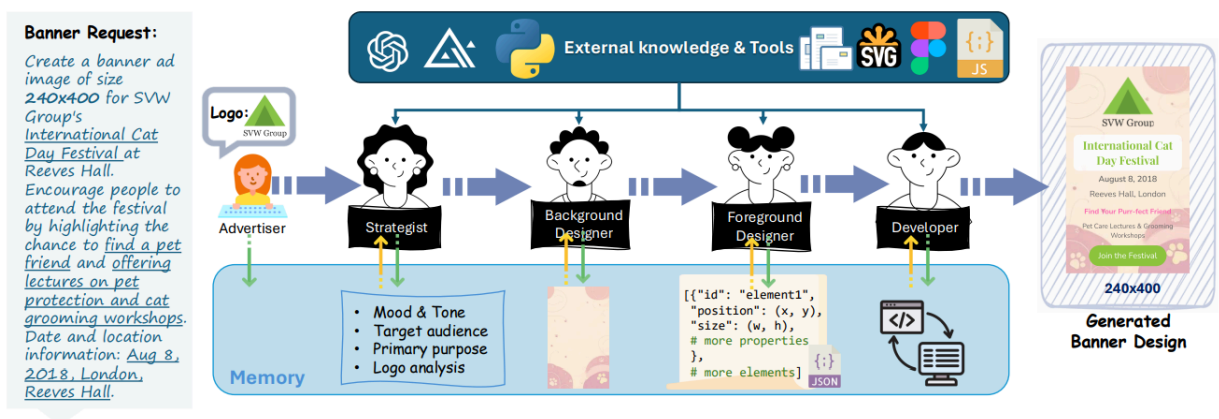 Banner Request:
Create a banner ad
image of size
240x400 for SVW
Group's
International Cat
Day Festival at
Reeves Hall.
Encourage people to
attend the festival
by highlighting the
chance to find a pet
friend and offering
lectures on pet
protection and cat
grooming workshops.
Date and location
information: Aug 8,
2018, London,
Reeves Hall.
External knowledge & Tools
SVG
{;}
JS
Logo:
SVW Group
Advertiser
Strategist
Background
Designer
Foreground
Designer
Developer
Memory
• Mood & Tone
• Target audience
• Primary purpose
• Logo analysis
[{"id": "element1",
"position": (x, y),
"size": (w, h),
# more properties
},
# more elements]
{;}
JSON
</>
SVW Group
International Cat
Day Festival
August 8, 2018
Reeves Hall, London
Find Your Purr-fect Friend
Pet Care Lectures & Grooming
Workshops
Join the Festival
240x400
Generated
Banner Design